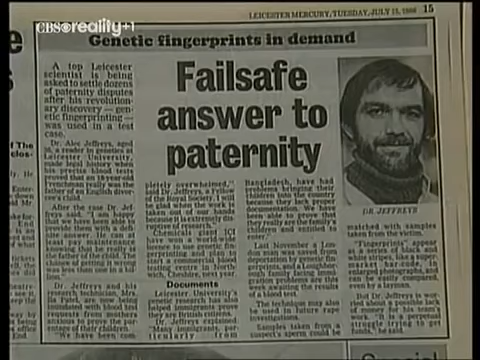 CBS reality+1
LEICESTER MERCURY, TUESDAY, JULY 15, 1986 15
Genetic fingerprints in demand
Failsafe
answer to
paternity
A top Leicester
scientist is being
asked to settle dozens
of paternity disputes
after his revolution-
ary discovery — gen-
etic fingerprinting —
was used in a test
case.
Dr. Alec Jeffreys, aged
36, a reader in genetics at
Leicester University,
made legal history when
his precise blood tests
proved that an 18-year-old
Frenchman really was the
father of an English divor-
cee's child.
After the case Dr. Jef-
freys said: "I am happy
that we have been able to
provide them with a defin-
ite answer. He can at
least pay maintenance
knowing that he really is
the father of the child. The
chance of getting it wrong
was less than one in a bil-
lion."
Dr. Jeffreys and his
research technician, Mrs.
Ila Patel, are now being
inundated with blood test
requests from mothers
anxious to prove the par-
entage of their children.
"We have been com-
pletely overwhelmed,"
said Dr. Jeffreys, a Fellow
of the Royal Society. "I will
be glad when the work is
taken out of our hands
because it is extremely dis-
ruptive of research."
Chemical giant ICI
have won a world-wide
licence to use genetic fin-
gerprinting and plan to
start a commercial blood
testing centre in North-
wich, Cheshire, next year.
Documents
Leicester University's
genetic research has also
helped immigrants prove
they are British citizens.
Dr. Jeffreys explained:
"Many immigrants, par-
ticularly from
Bangladesh, have had
problems bringing their
children into the country
because they lack proper
documentation. We have
been able to prove that
they really are the family's
children and entitled to
enter."
Last November a Lon-
don man was saved from
deportation by genetic fin-
gerprints, and a Loughbor-
ough family facing immi-
gration problems are this
week awaiting the results
of a blood test.
The technique may also
be used in future rape
investigations.
Samples taken from a
suspect's sperm could be
DR. JEFFREYS
matched with samples
taken from the victim.
"Fingerprints" appear
as a series of black and
white stripes, like a super-
market bar-code, on
enlarged photographs, and
can be easily compared,
even by a layman.
But Dr. Jeffreys is wor-
ried about a possible lack
of money for his team's
work. "It is a perpetual
struggle trying to get
funds," he said.